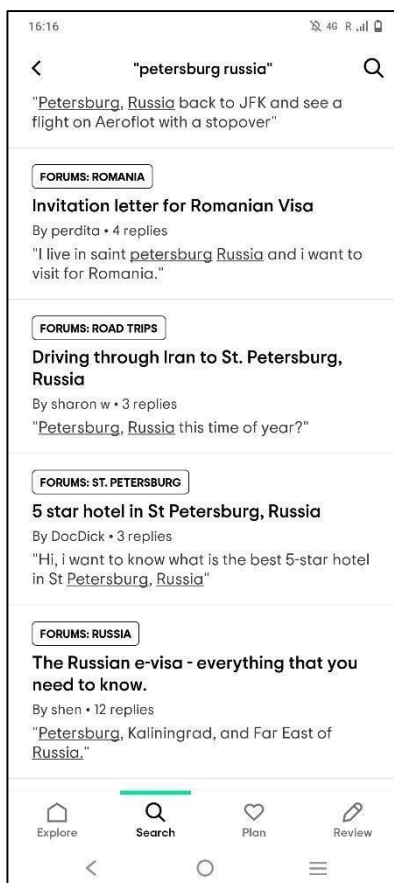 16:16 4G R
"petersburg russia"
"Petersburg, Russia back to JFK and see a
flight on Aeroflot with a stopover"
FORUMS: ROMANIA
Invitation letter for Romanian Visa
By perdita • 4 replies
"I live in saint petersburg Russia and i want to
visit for Romania."
FORUMS: ROAD TRIPS
Driving through Iran to St. Petersburg,
Russia
By sharon w • 3 replies
"Petersburg, Russia this time of year?"
FORUMS: ST. PETERSBURG
5 star hotel in St Petersburg, Russia
By DocDick • 3 replies
"Hi, i want to know what is the best 5-star hotel
in St Petersburg, Russia"
FORUMS: RUSSIA
The Russian e-visa - everything that you
need to know.
By shen • 12 replies
"Petersburg, Kaliningrad, and Far East of
Russia."
Explore Search Plan Review